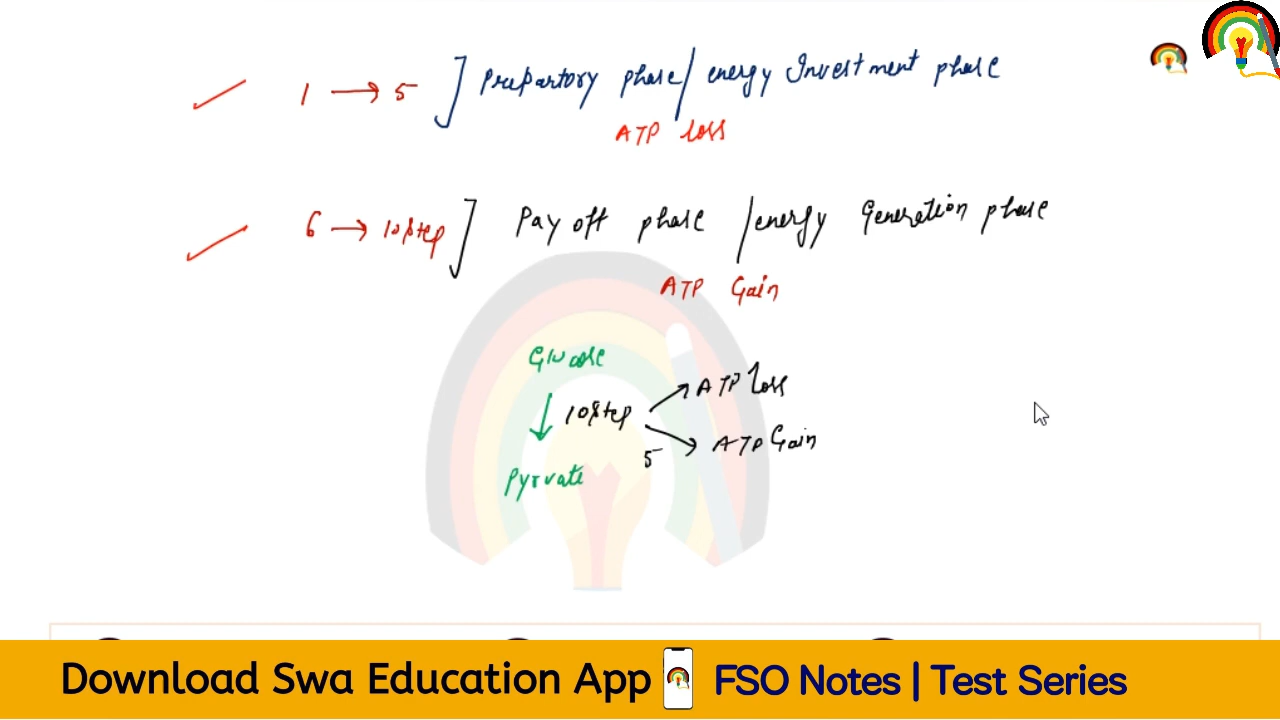 1 → 5 ] Prepartory phase/ energy Investment phase
ATP loss
6 → 10 step ] Pay off phase / energy Generation phase
ATP Gain
Glucose
↓ 10 step → ATP loss
5 → ATP Gain
Pyruvate
Download Swa Education App FSO Notes | Test Series